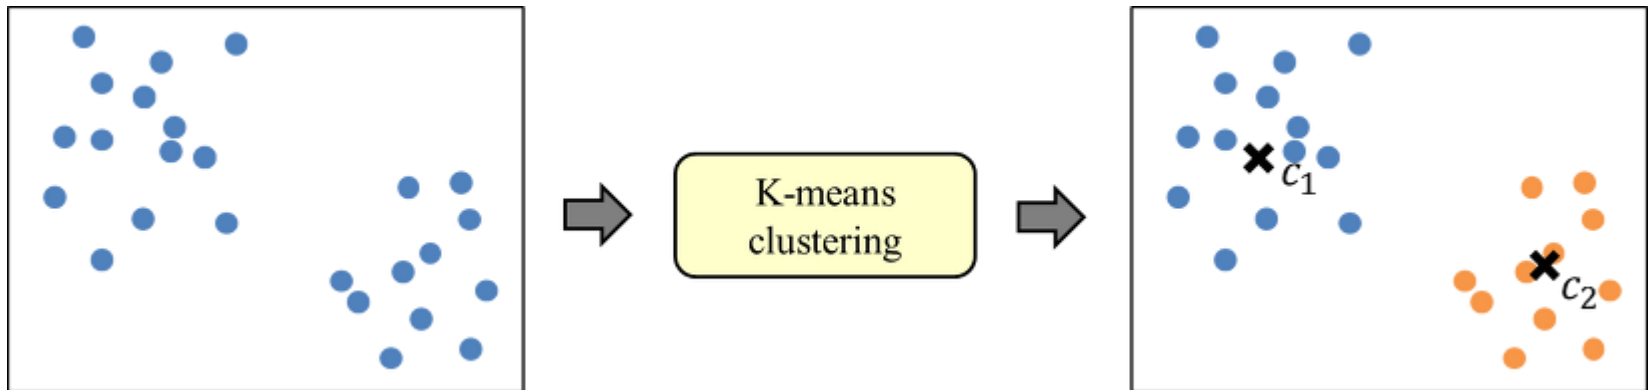 K-means
clustering
c₁
c₂